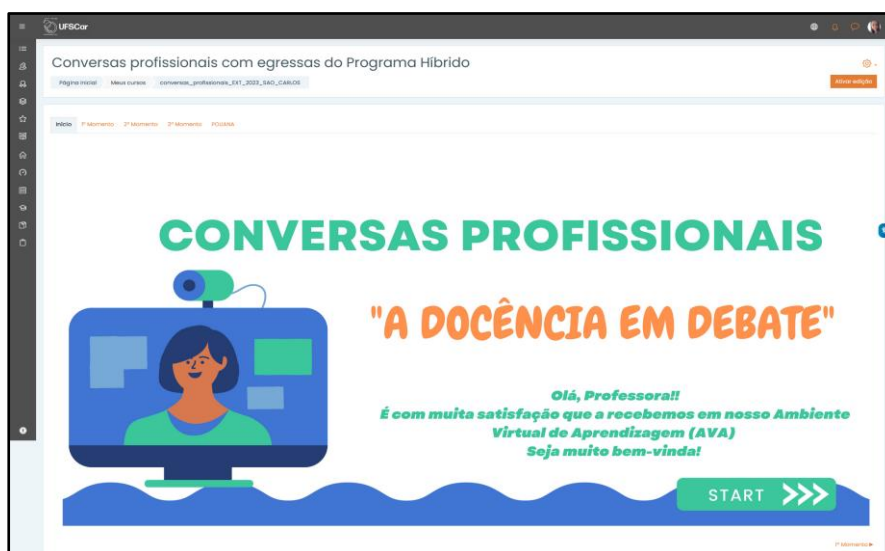 UFSCar
Conversas profissionais com egressas do Programa Híbrido
Página inicial Meus cursos conversas_profissionais_EXT_2023_SAO_CARLOS
Ativar edição
Início 1º Momento 2º Momento 3º Momento POLIANA
CONVERSAS PROFISSIONAIS
"A DOCÊNCIA EM DEBATE"
Olá, Professora!!
É com muita satisfação que a recebemos em nosso Ambiente
Virtual de Aprendizagem (AVA)
Seja muito bem-vinda!
START
1º Momento